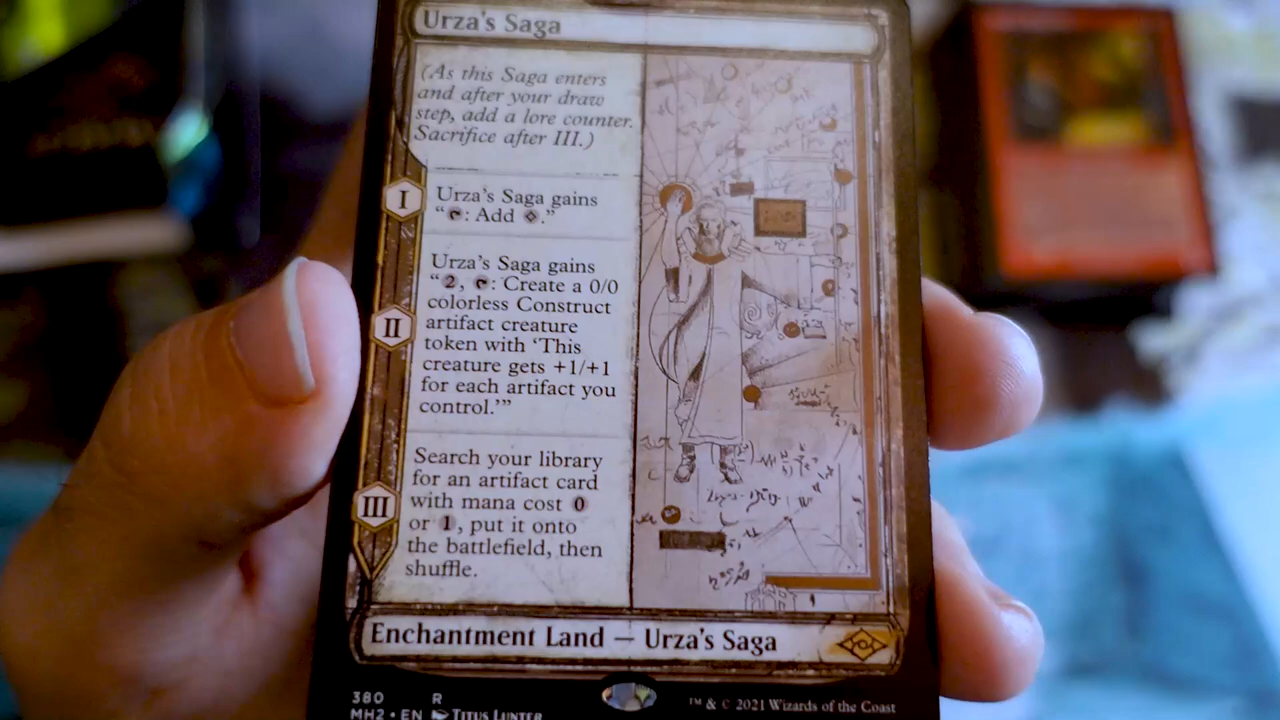 Urza's Saga
(As this Saga enters
and after your draw
step, add a lore counter.
Sacrifice after III.)
I
Urza's Saga gains
": Add ."
II
Urza's Saga gains
"2, : Create a 0/0
colorless Construct
artifact creature
token with 'This
creature gets +1/+1
for each artifact you
control.'"
III
Search your library
for an artifact card
with mana cost 0
or 1, put it onto
the battlefield, then
shuffle.
Enchantment Land — Urza's Saga
380 R
MH2 • EN TITUS LUNTER
™ & © 2021 Wizards of the Coast